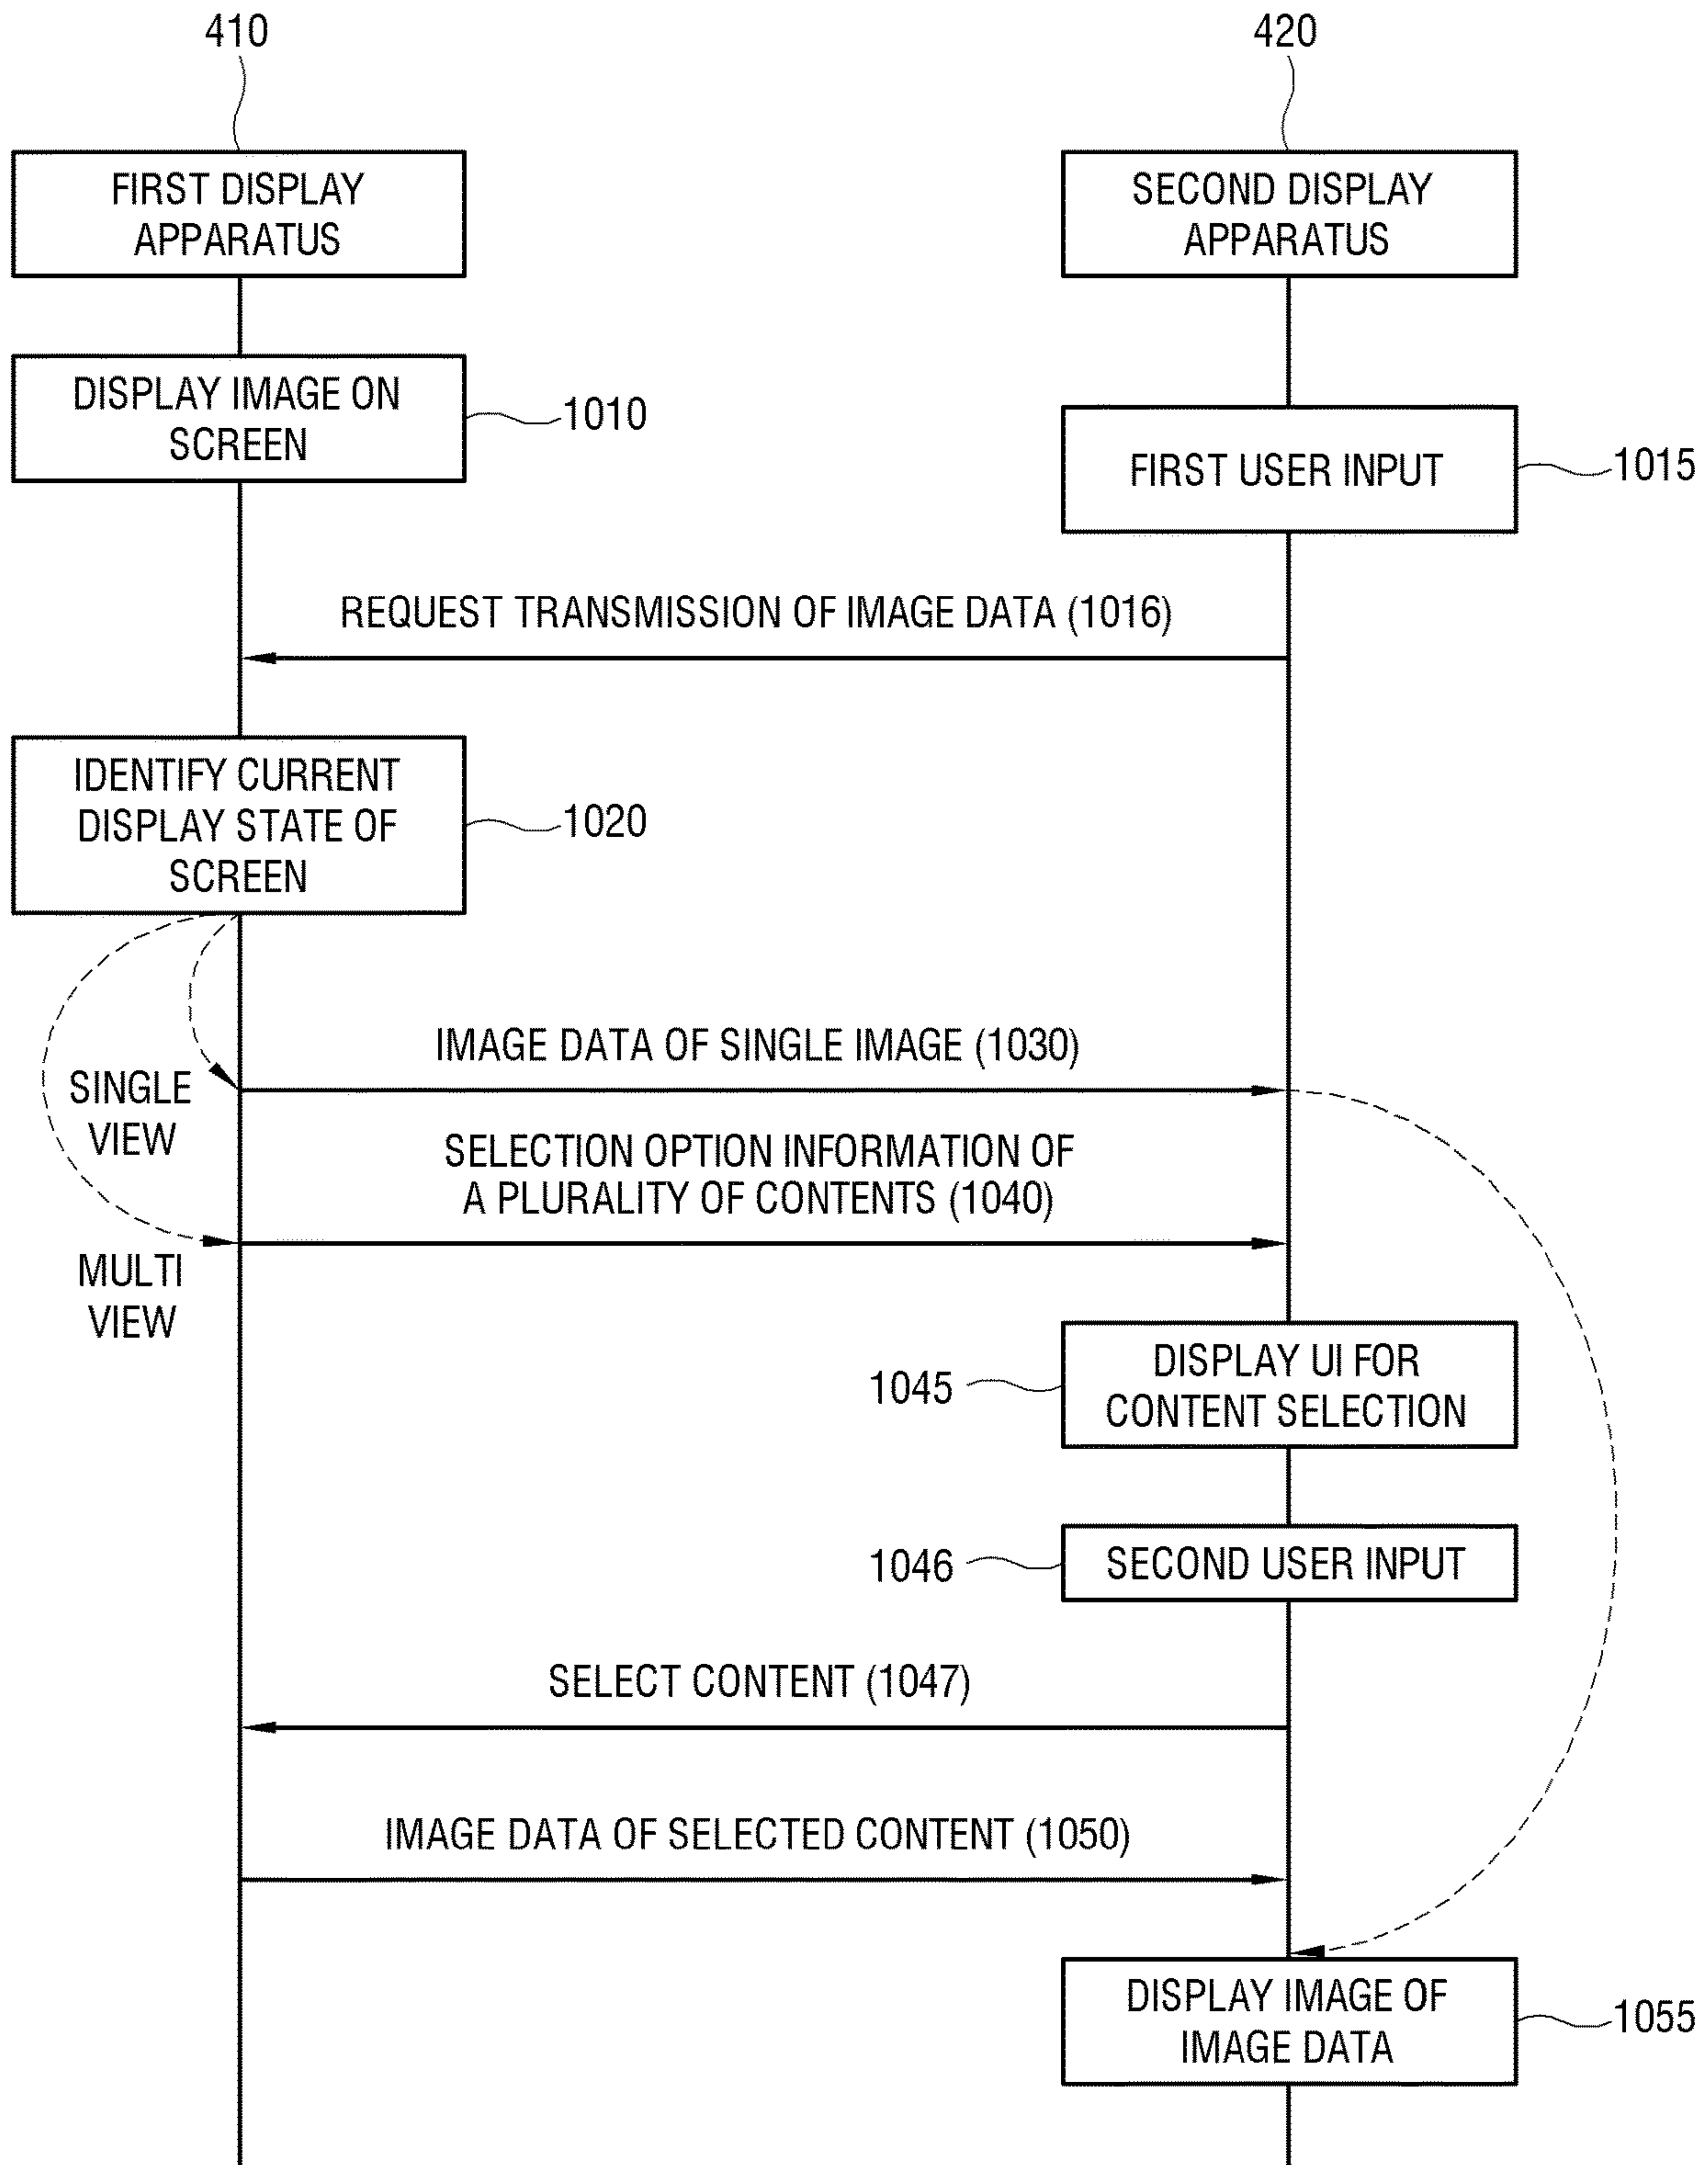 410
420
FIRST DISPLAY
APPARATUS
SECOND DISPLAY
APPARATUS
DISPLAY IMAGE ON
SCREEN
1010
FIRST USER INPUT
1015
REQUEST TRANSMISSION OF IMAGE DATA (1016)
IDENTIFY CURRENT
DISPLAY STATE OF
SCREEN
1020
IMAGE DATA OF SINGLE IMAGE (1030)
SINGLE
VIEW
SELECTION OPTION INFORMATION OF
A PLURALITY OF CONTENTS (1040)
MULTI
VIEW
DISPLAY UI FOR
CONTENT SELECTION
1045
SECOND USER INPUT
1046
SELECT CONTENT (1047)
IMAGE DATA OF SELECTED CONTENT (1050)
DISPLAY IMAGE OF
IMAGE DATA
1055